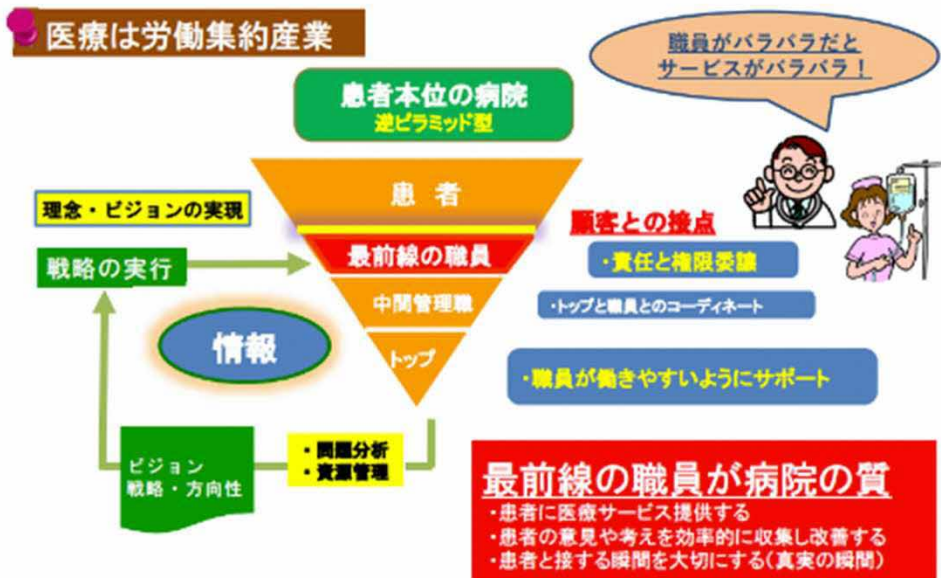 医療は労働集約産業
職員がバラバラだと
サービスがバラバラ！
患者本位の病院
逆ピラミッド型
患 者
理念・ビジョンの実現
顧客との接点
最前線の職員
・責任と権限委譲
戦略の実行
中間管理職
・トップと職員とのコーディネート
情報
トップ
・職員が働きやすいようにサポート
・問題分析
・資源管理
ビジョン
戦略・方向性
最前線の職員が病院の質
・患者に医療サービス提供する
・患者の意見や考えを効率的に収集し改善する
・患者と接する瞬間を大切にする（真実の瞬間）